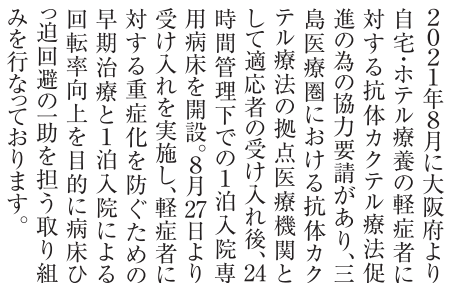 2021年8月に大阪府より
自宅・ホテル療養の軽症者に
対する抗体カクテル療法促
進の為の協力要請があり、三
島医療圏における抗体カク
テル療法の拠点医療機関と
して適応者の受け入れ後、24
時間管理下での1泊入院専
用病床を開設。8月27日より
受け入れを実施し、軽症者に
対する重症化を防ぐための
早期治療と1泊入院による
回転率向上を目的に病床ひ
っ迫回避の一助を担う取り組
みを行なっております。